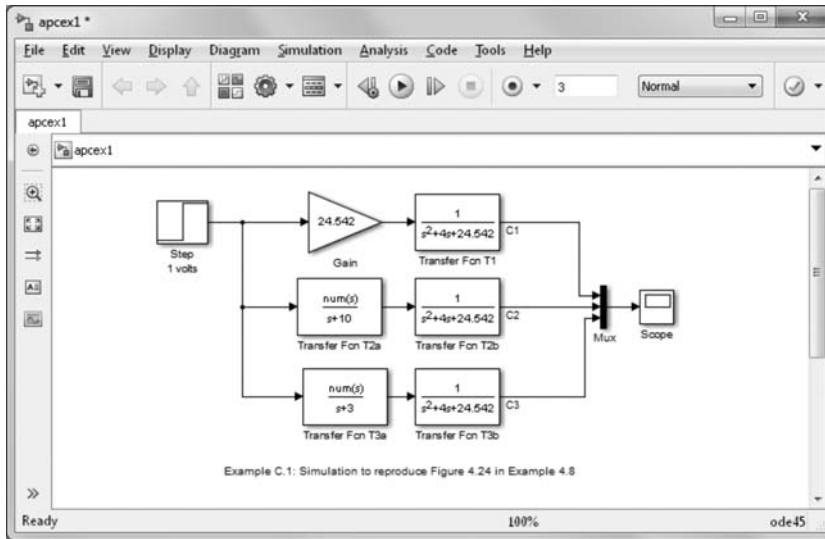 apcex1 *
File Edit View Display Diagram Simulation Analysis Code Tools Help
3 Normal
apcex1
apcex1
Step
1 volts
24.542
Gain
1
s²+4s+24.542
Transfer Fcn T1
C1
num(s)
s+10
Transfer Fcn T2a
1
s²+4s+24.542
Transfer Fcn T2b
C2
Mux
Scope
num(s)
s+3
Transfer Fcn T3a
1
s²+4s+24.542
Transfer Fcn T3b
C3
Example C.1: Simulation to reproduce Figure 4.24 in Example 4.8
Ready 100% ode45